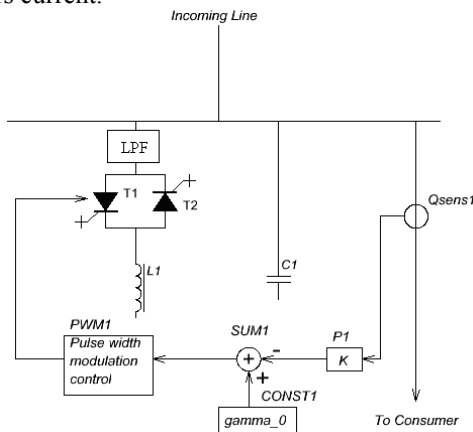 rs current.
Incoming Line
LPF
T1
T2
Qsens1
L1
C1
PWM1
Pulse width
modulation
control
SUM1
+
-
+
P1
K
CONST1
gamma_0
To Consumer